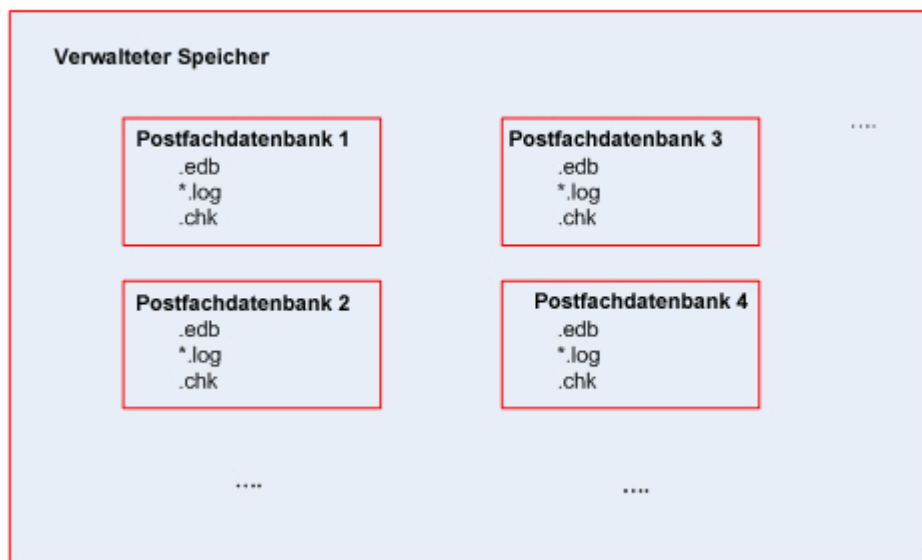 Verwalteter Speicher
Postfachdatenbank 1
.edb
*.log
.chk
Postfachdatenbank 3
.edb
*.log
.chk
....
Postfachdatenbank 2
.edb
*.log
.chk
Postfachdatenbank 4
.edb
*.log
.chk
....
....